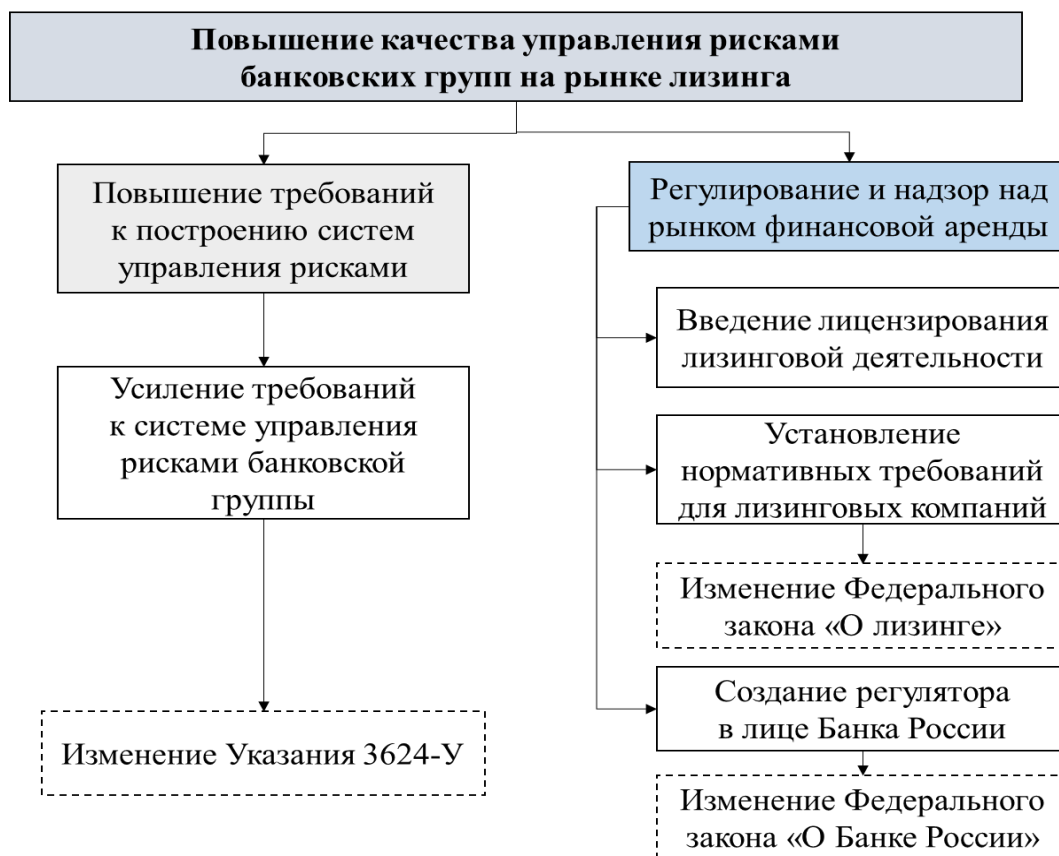 Повышение качества управления рисками
банковских групп на рынке лизинга
Повышение требований
к построению систем
управления рисками
Усиление требований
к системе управления
рисками банковской
группы
Изменение Указания 3624-У
Регулирование и надзор над
рынком финансовой аренды
Введение лицензирования
лизинговой деятельности
Установление
нормативных требований
для лизинговых компаний
Изменение Федерального
закона «О лизинге»
Создание регулятора
в лице Банка России
Изменение Федерального
закона «О Банке России»